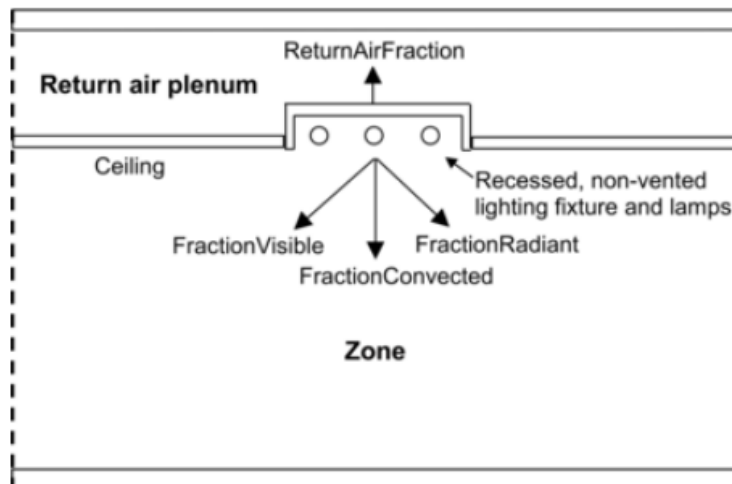 ReturnAirFraction
Return air plenum
Ceiling
Recessed, non-vented
lighting fixture and lamps
FractionVisible
FractionRadiant
FractionConvected
Zone